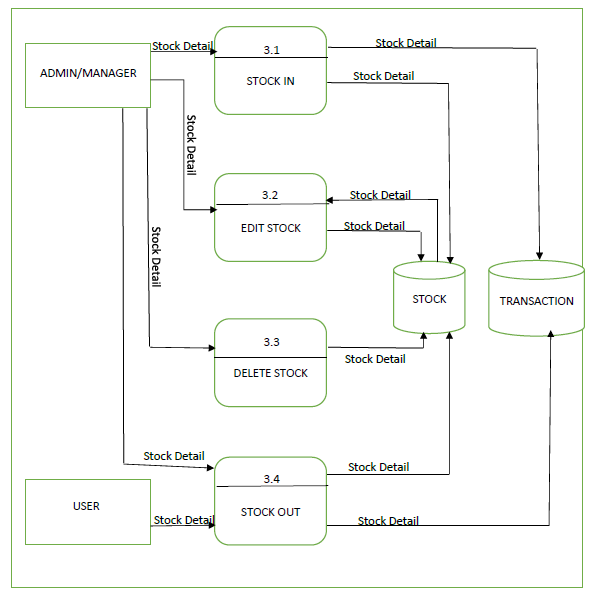 3.1
Stock Detail
Stock Detail
ADMIN/MANAGER
STOCK IN
Stock Detail
Stock Detail
3.2
Stock Detail
EDIT STOCK
Stock Detail
Stock Detail
STOCK
TRANSACTION
3.3
DELETE STOCK
Stock Detail
Stock Detail
3.4
Stock Detail
USER
STOCK OUT
Stock Detail
Stock Detail